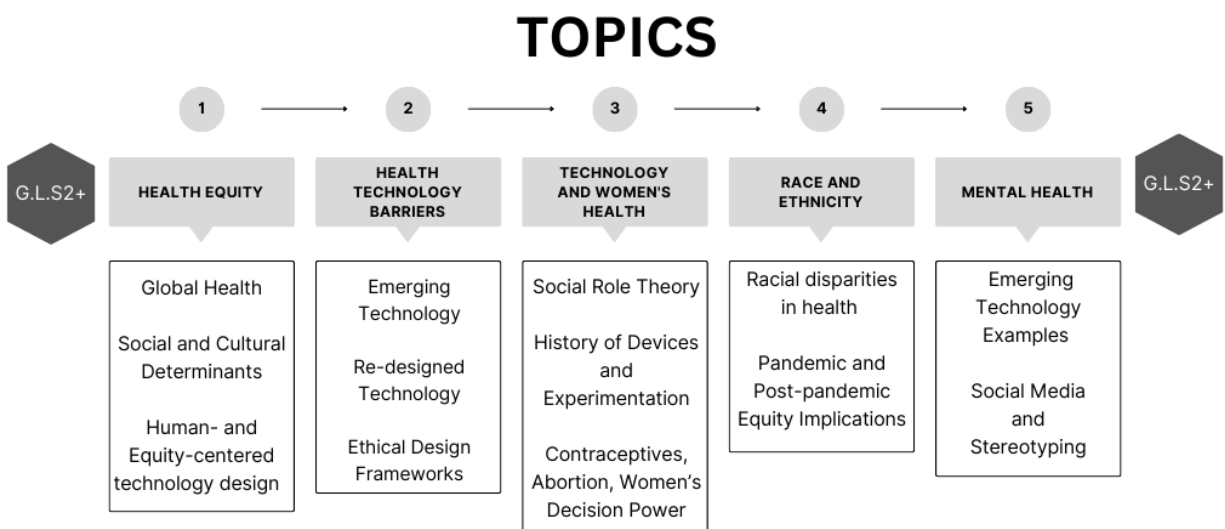 TOPICS
1
2
3
4
5
G.L.S2+
HEALTH EQUITY
HEALTH
TECHNOLOGY
BARRIERS
TECHNOLOGY
AND WOMEN'S
HEALTH
RACE AND
ETHNICITY
MENTAL HEALTH
G.L.S2+
Global Health
Social and Cultural
Determinants
Human- and
Equity-centered
technology design
Emerging
Technology
Re-designed
Technology
Ethical Design
Frameworks
Social Role Theory
History of Devices
and
Experimentation
Contraceptives,
Abortion, Women’s
Decision Power
Racial disparities
in health
Pandemic and
Post-pandemic
Equity Implications
Emerging
Technology
Examples
Social Media
and
Stereotyping